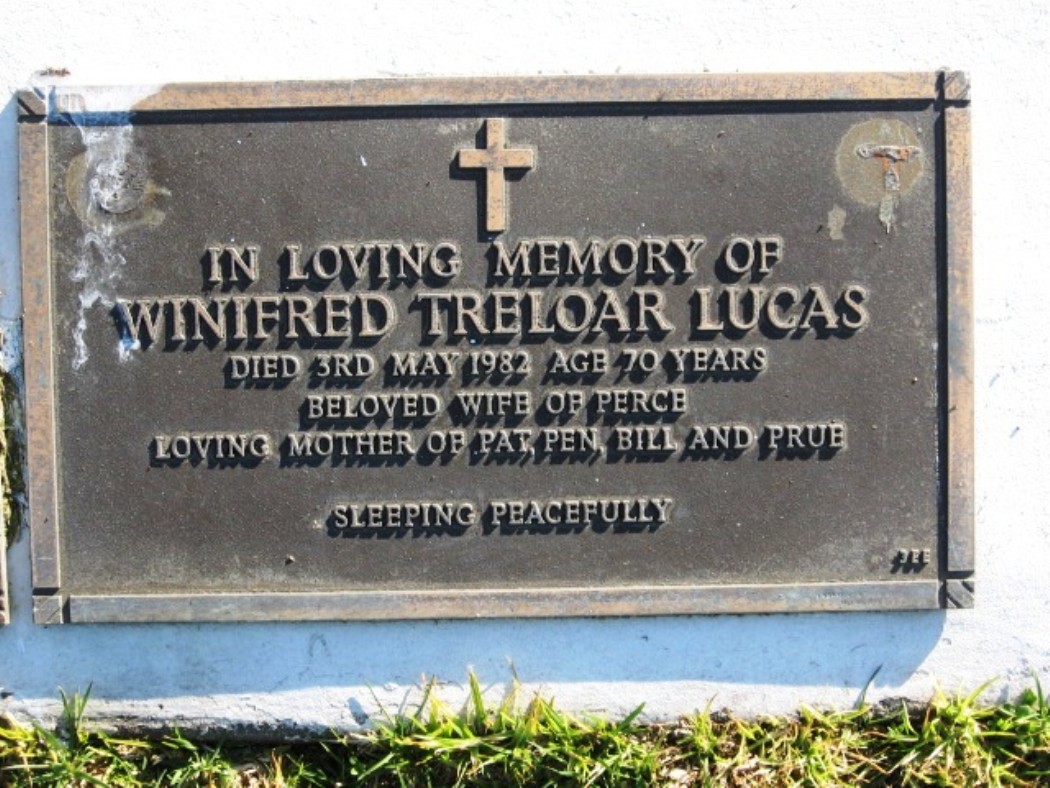 IN LOVING MEMORY OF
WINIFRED TRELOAR LUCAS
DIED 3RD MAY 1982 AGE 70 YEARS
BELOVED WIFE OF PERCE
LOVING MOTHER OF PAT, PEN, BILL, AND PRUE
SLEEPING PEACEFULLY